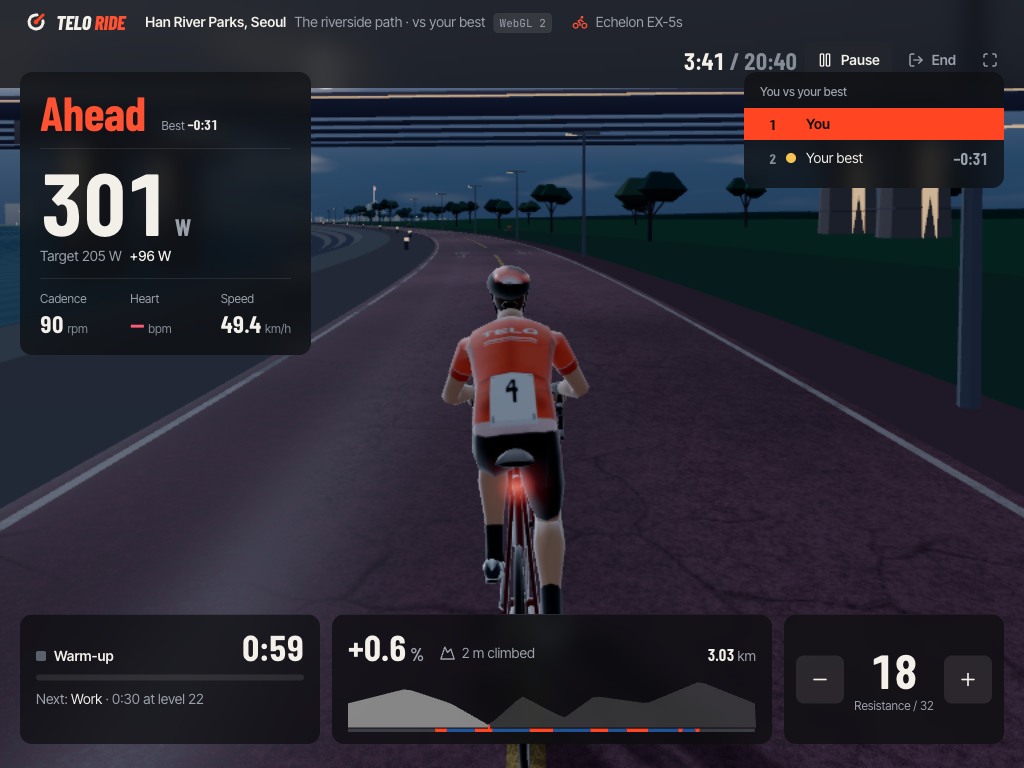 TELO RIDE Han River Parks, Seoul The riverside path · vs your best WebGL 2 Echelon EX-5s
3:41 / 20:40 Pause End
Ahead Best −0:31
301 W
Target 205 W +96 W
Cadence Heart Speed
90 rpm — bpm 49.4 km/h
You vs your best
1 You
2 Your best −0:31
TELO
4
Warm-up 0:59
Next: Work · 0:30 at level 22
+0.6 % 2 m climbed 3.03 km
− 18 +
Resistance / 32